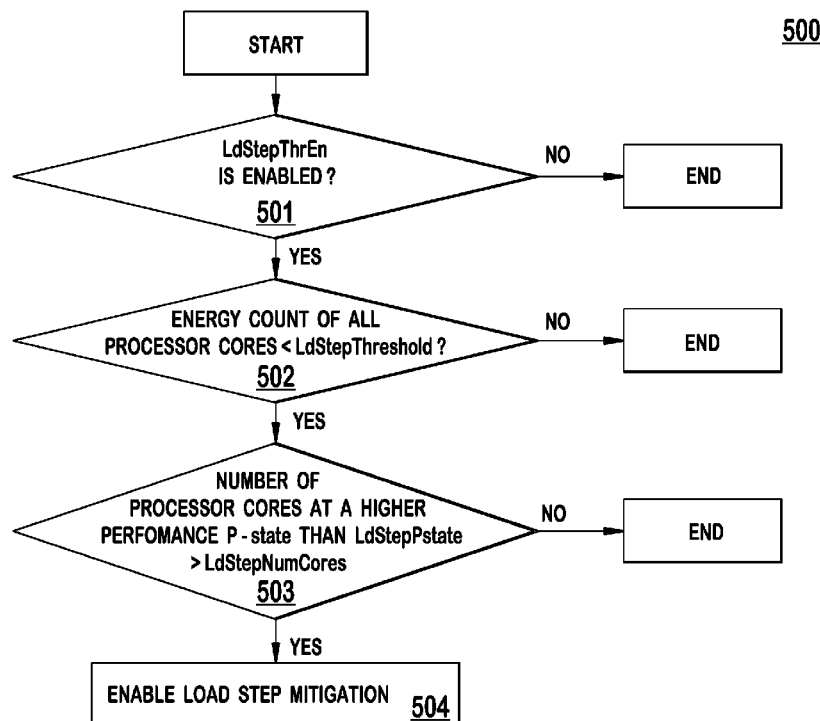 START
500
LdStepThrEn
IS ENABLED ?
501
NO
END
YES
ENERGY COUNT OF ALL
PROCESSOR CORES < LdStepThreshold ?
502
NO
END
YES
NUMBER OF
PROCESSOR CORES AT A HIGHER
PERFOMANCE P - state THAN LdStepPstate
> LdStepNumCores
503
NO
END
YES
ENABLE LOAD STEP MITIGATION 504